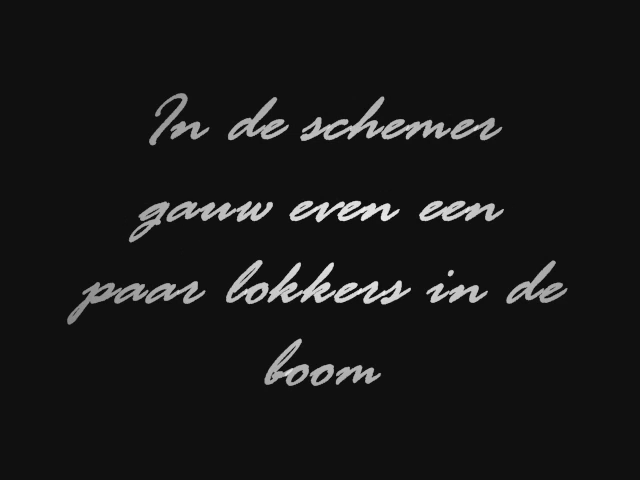 In de schemer
gauw even een
paar lokkers in de
boom